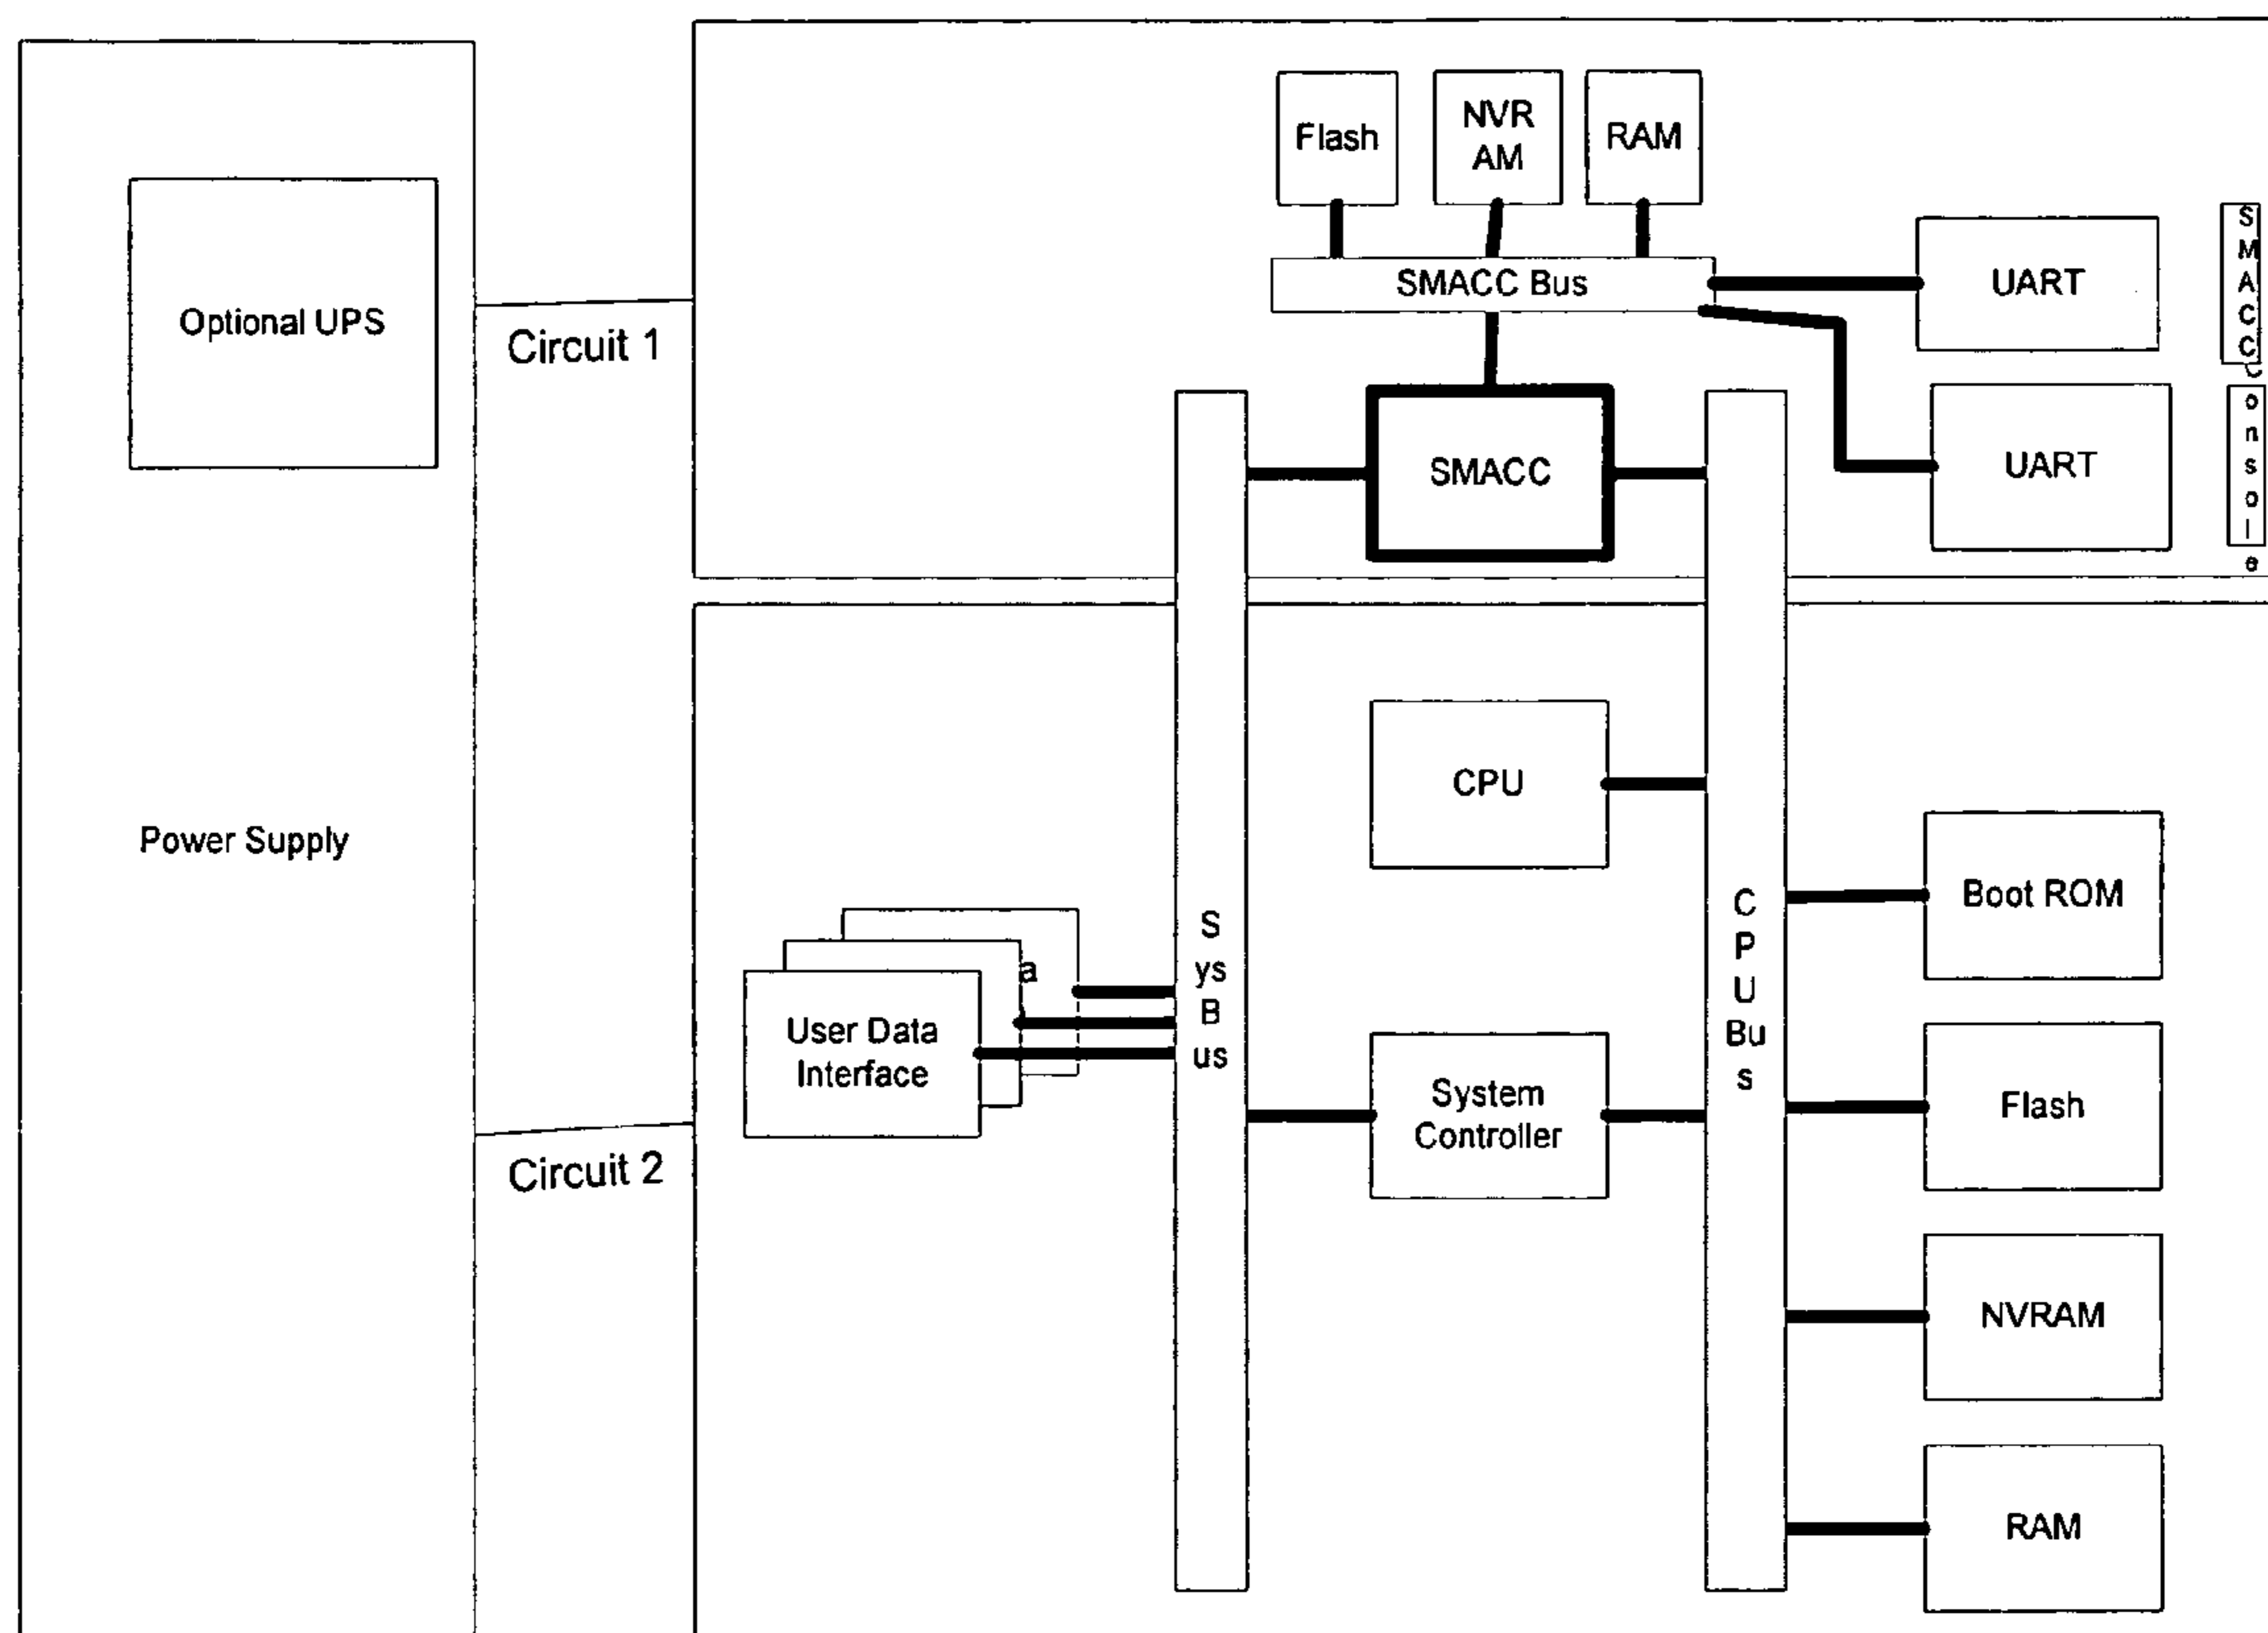 Flash
NVR
AM
RAM
SMACC Bus
UART
SMACC
Console
Optional UPS
Circuit 1
SMACC
UART
CPU
Power Supply
Boot ROM
S
ys
B
us
C
P
U
Bu
s
a
User Data
Interface
System
Controller
Flash
Circuit 2
NVRAM
RAM